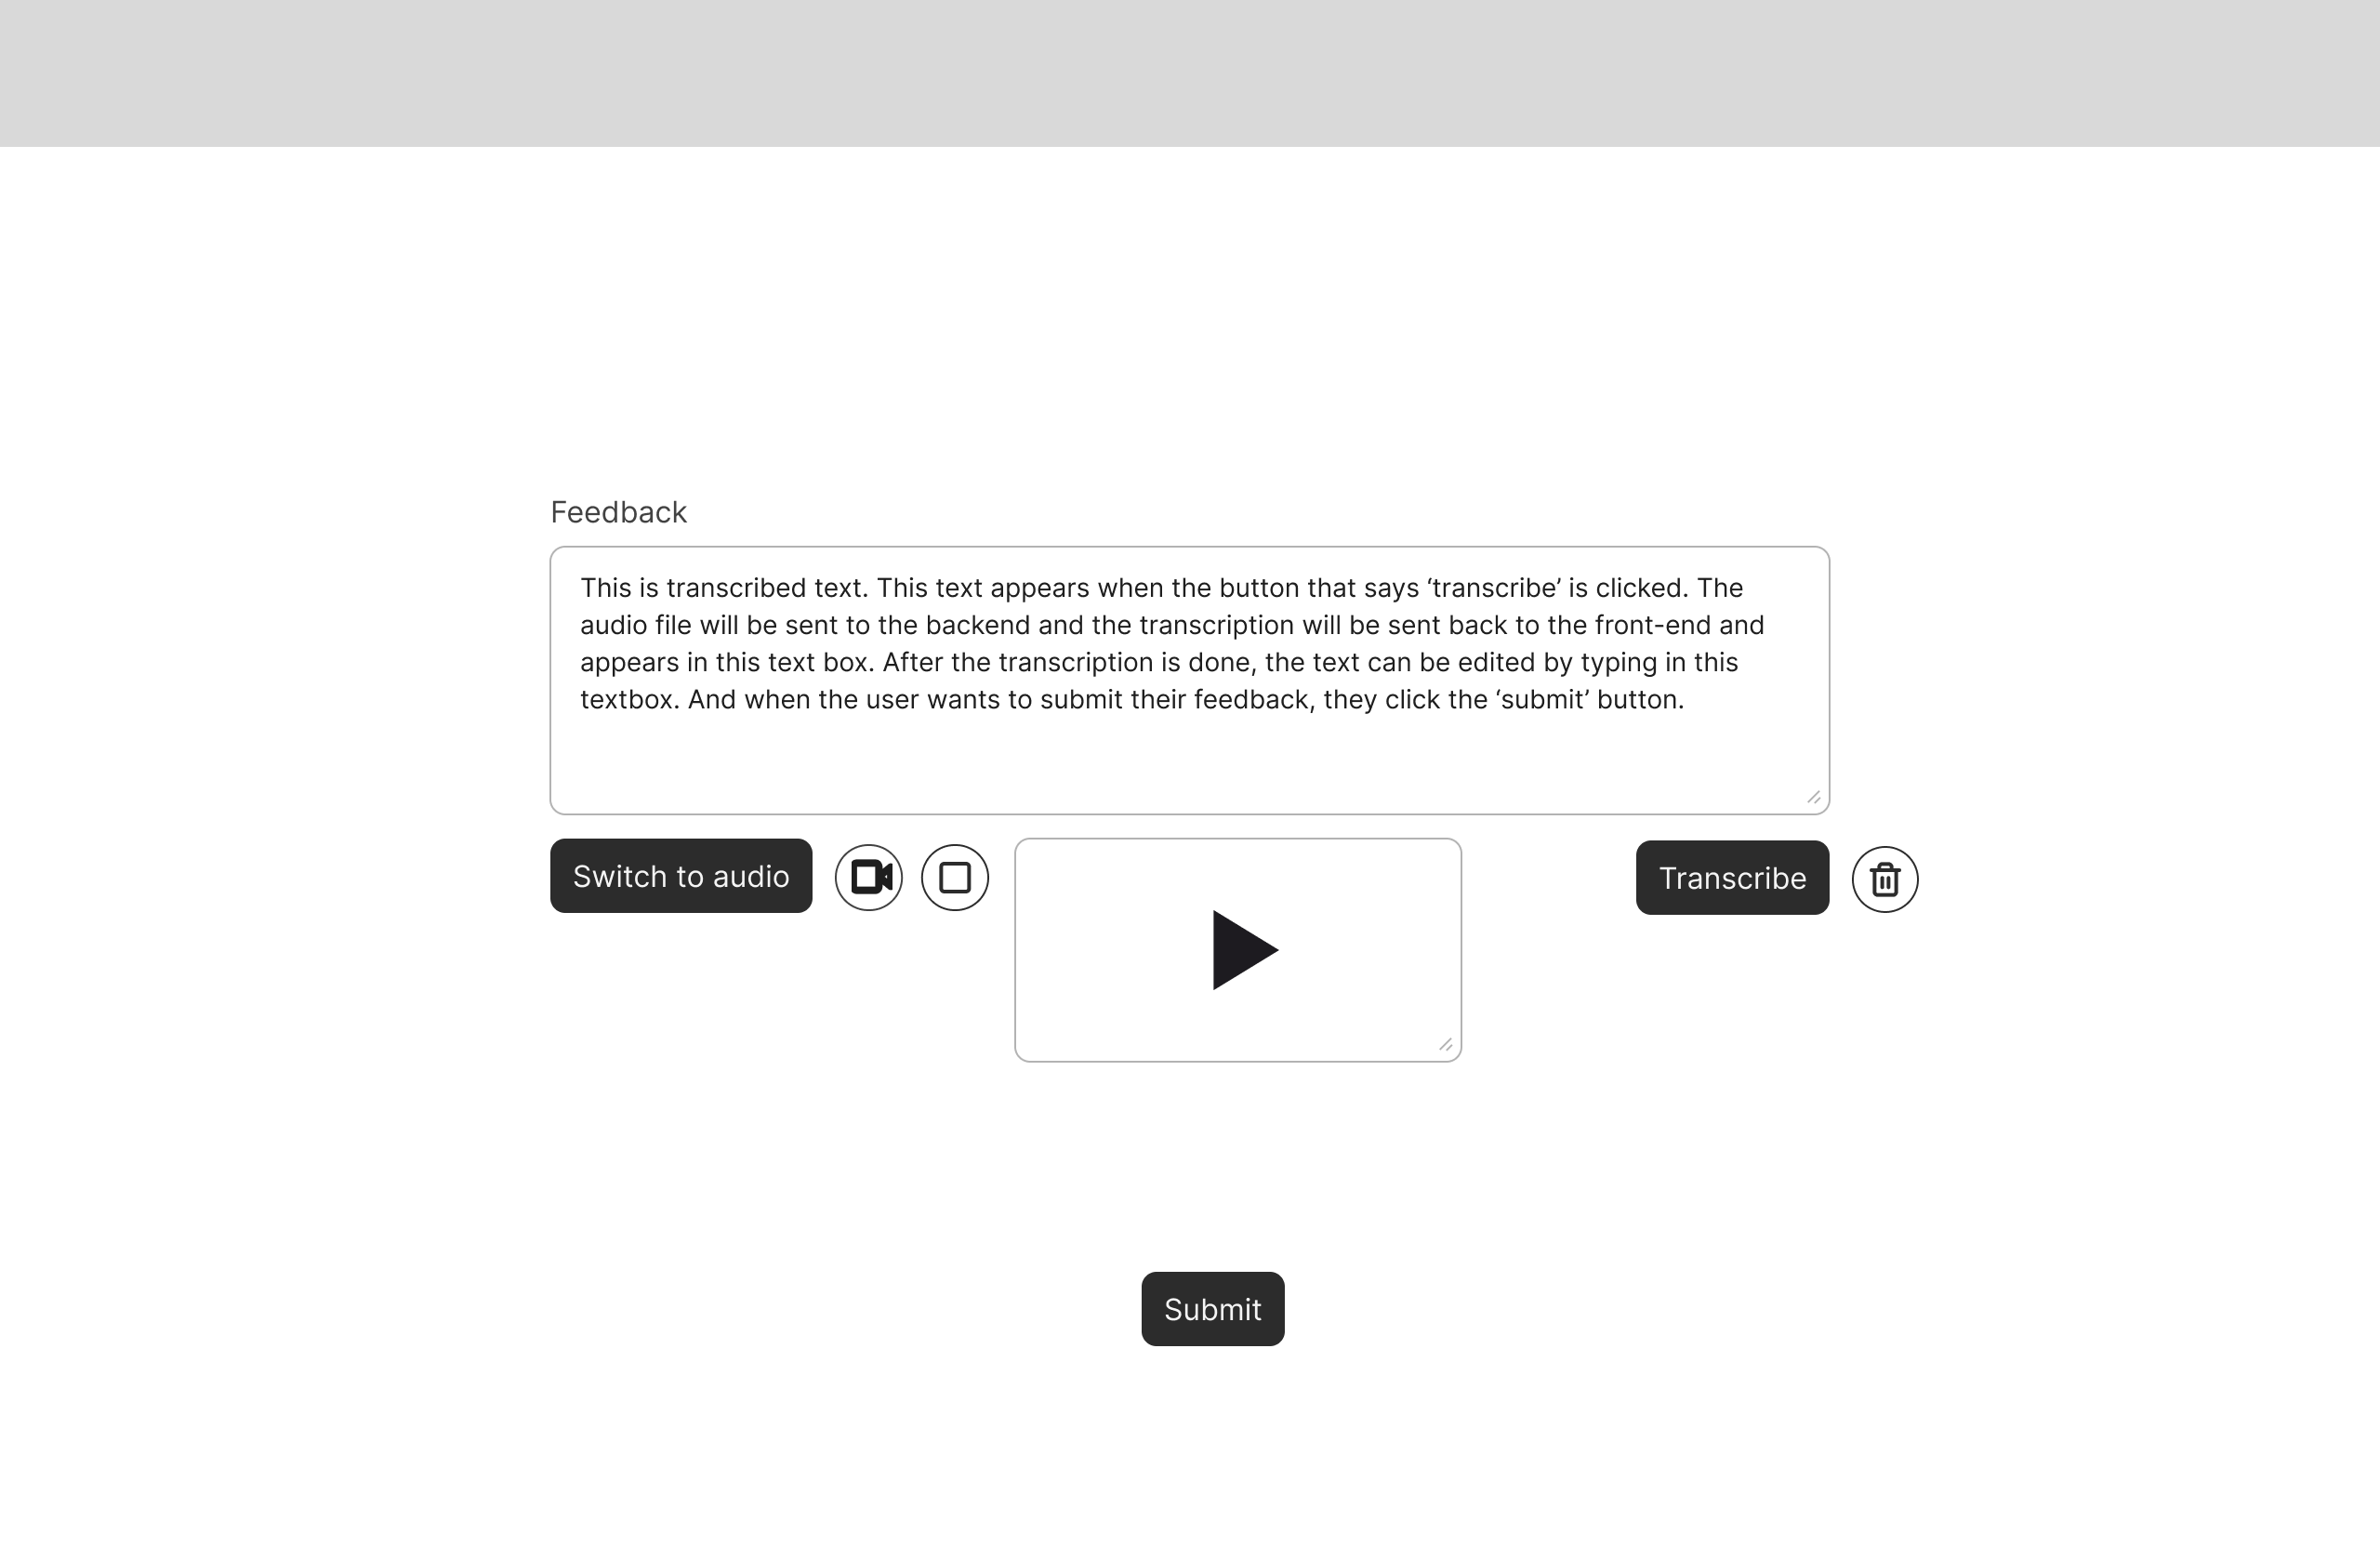 Feedback
This is transcribed text. This text appears when the button that says ‘transcribe’ is clicked. The
audio file will be sent to the backend and the transcription will be sent back to the front-end and
appears in this text box. After the transcription is done, the text can be edited by typing in this
textbox. And when the user wants to submit their feedback, they click the ‘submit’ button.
Switch to audio
Transcribe
Submit